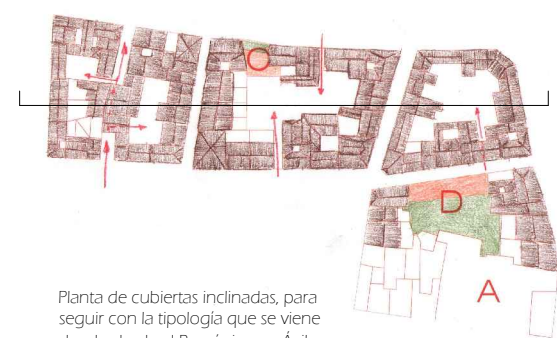 C
D
A
Planta de cubiertas inclinadas, para
seguir con la tipología que se viene